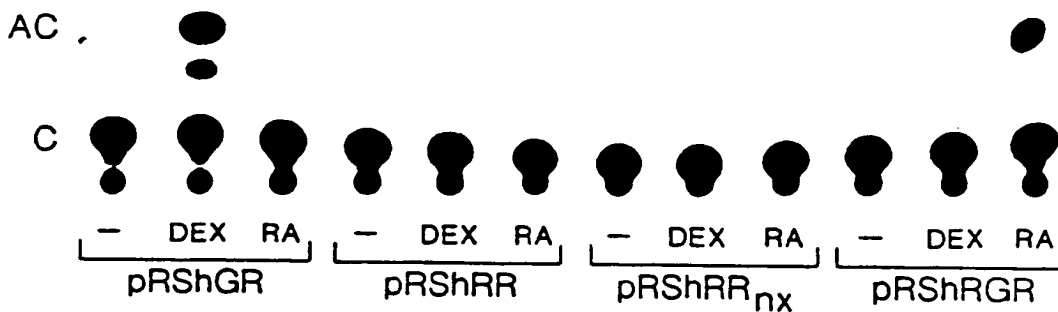 AC
C
– DEX RA – DEX RA – DEX RA – DEX RA
pRShGR pRShRR pRShRRnx pRShRGR